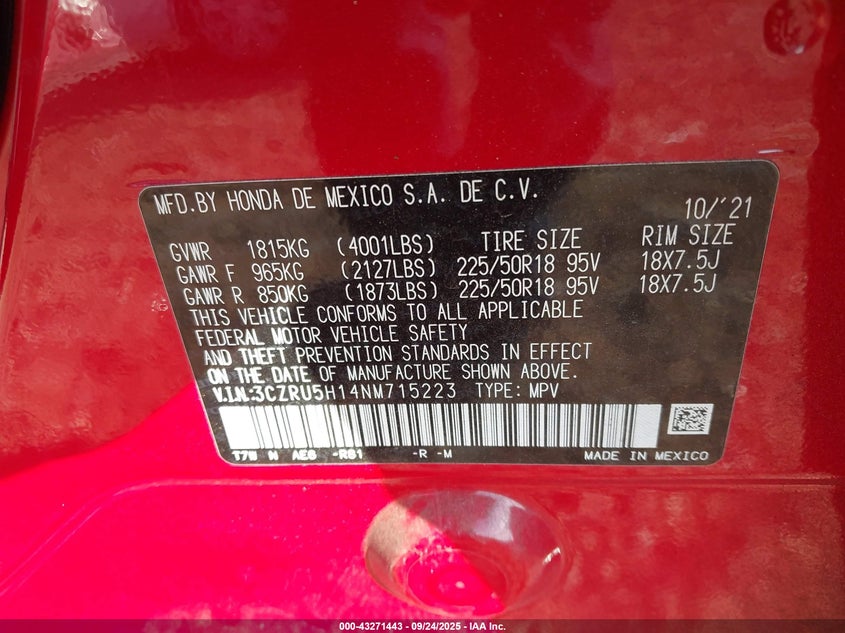 MFD.BY HONDA DE MEXICO S.A. DE C.V.
10/'21
GVWR 1815KG (4001LBS) TIRE SIZE RIM SIZE
GAWR F 965KG (2127LBS) 225/50R18 95V 18X7.5J
GAWR R 850KG (1873LBS) 225/50R18 95V 18X7.5J
THIS VEHICLE CONFORMS TO ALL APPLICABLE
FEDERAL MOTOR VEHICLE SAFETY
AND THEFT PREVENTION STANDARDS IN EFFECT
ON THE DATE OF MANUFACTURE SHOWN ABOVE.
V.I.N.:3CZRU5H14NM715223 TYPE: MPV
-R -M MADE IN MEXICO
000-43271443 - 09/24/2025 - IAA Inc.